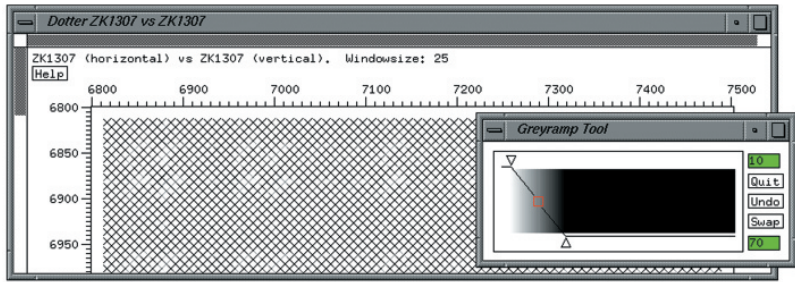 Dotter ZK1307 vs ZK1307
ZK1307 (horizontal) vs ZK1307 (vertical). Windowsize: 25
Help
6800 6900 7000 7100 7200 7300 7400 7500
6800
6850
6900
6950
Greyramp Tool
10
Quit
Undo
Swap
70